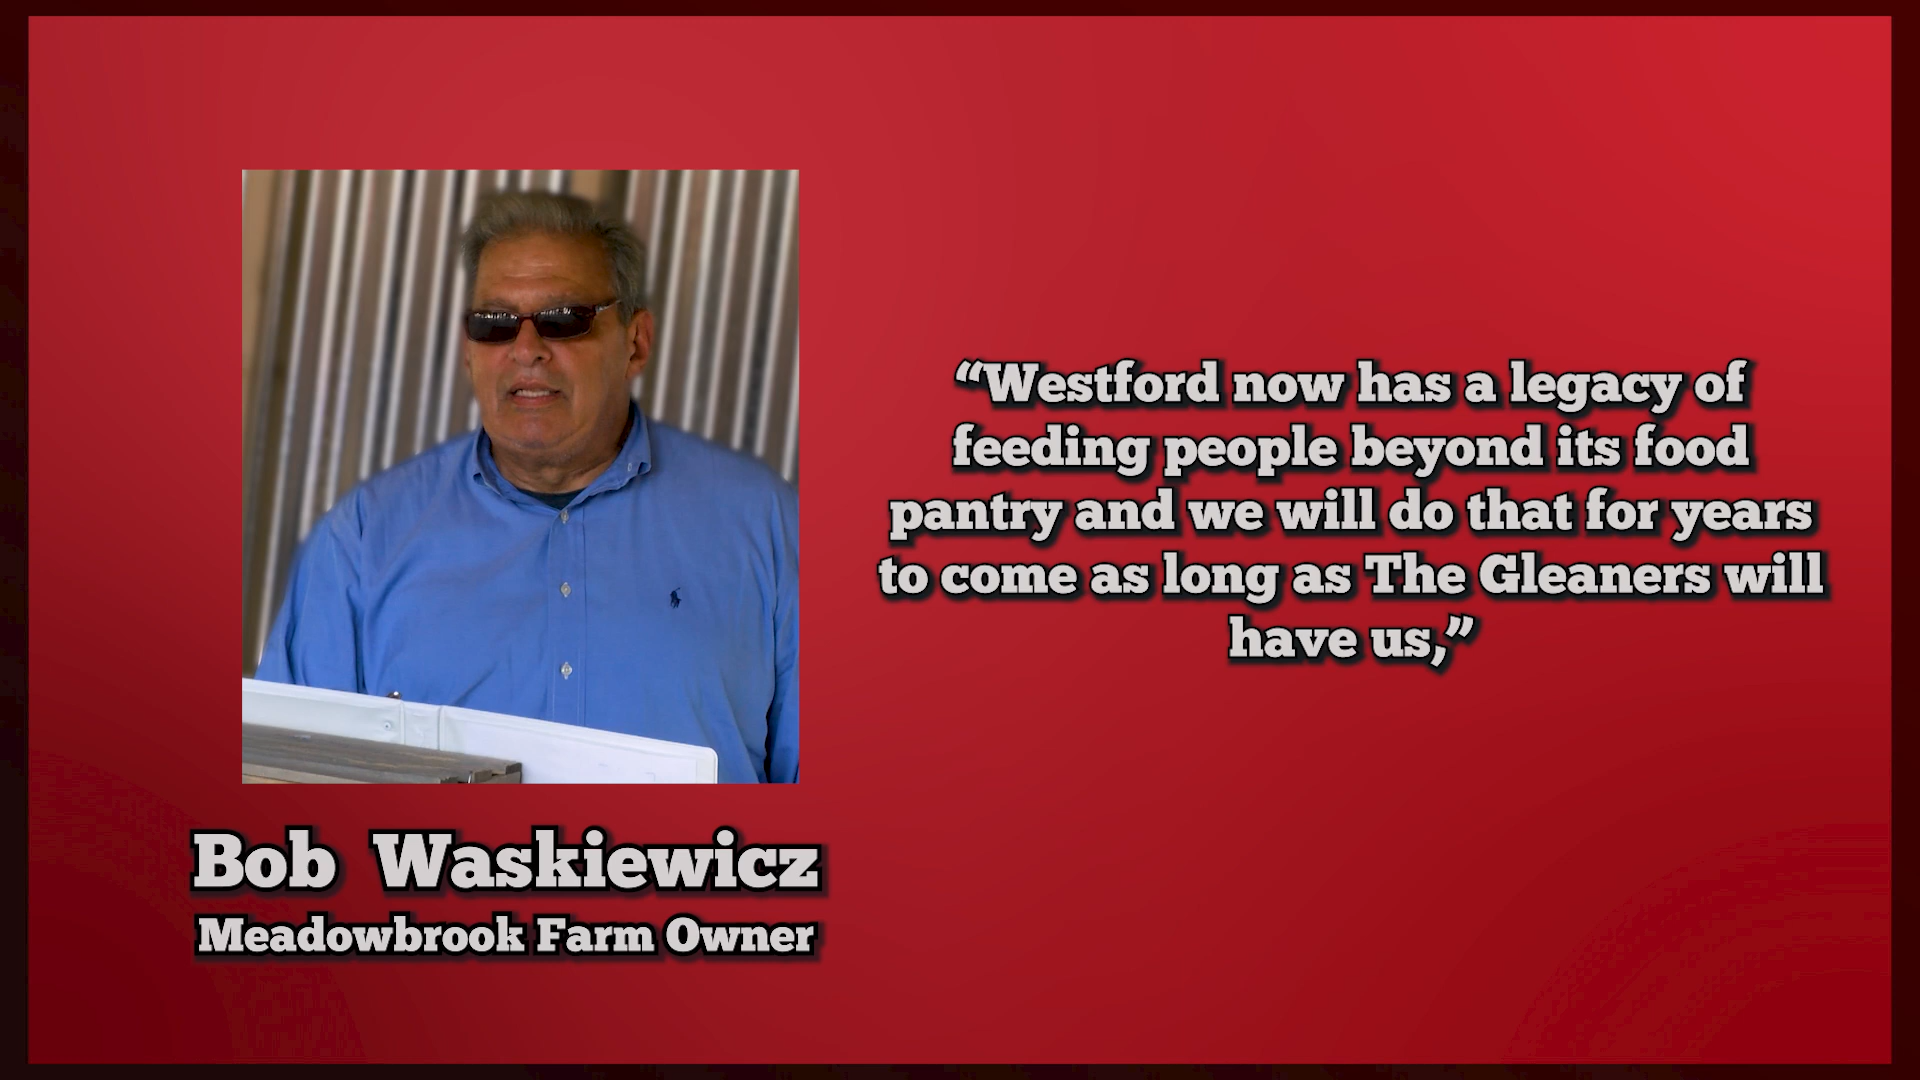 “Westford now has a legacy of
feeding people beyond its food
pantry and we will do that for years
to come as long as The Gleaners will
have us,”
Bob Waskiewicz
Meadowbrook Farm Owner